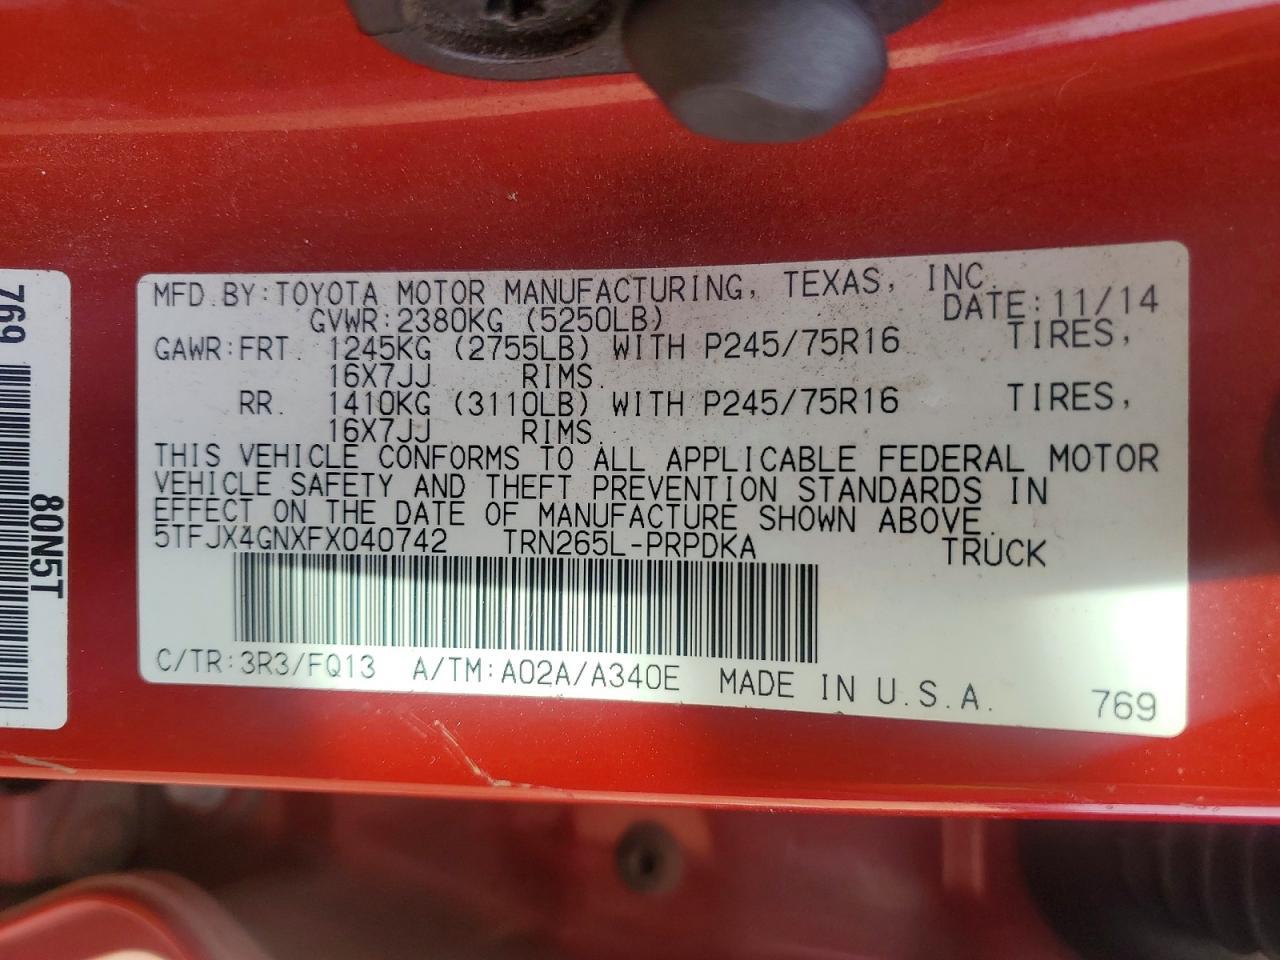 MFD. BY: TOYOTA MOTOR MANUFACTURING, TEXAS, INC.
GVWR: 2380KG (5250LB) DATE: 11/14
GAWR: FRT. 1245KG (2755LB) WITH P245/75R16 TIRES,
16X7JJ RIMS.
RR. 1410KG (3110LB) WITH P245/75R16 TIRES,
16X7JJ RIMS.
THIS VEHICLE CONFORMS TO ALL APPLICABLE FEDERAL MOTOR
VEHICLE SAFETY AND THEFT PREVENTION STANDARDS IN
EFFECT ON THE DATE OF MANUFACTURE SHOWN ABOVE.
5TFJX4GNXFX040742 TRN265L-PRPDKA TRUCK
C/TR: 3R3/FQ13 A/TM: A02A/A340E MADE IN U.S.A.
769
769
80N5T